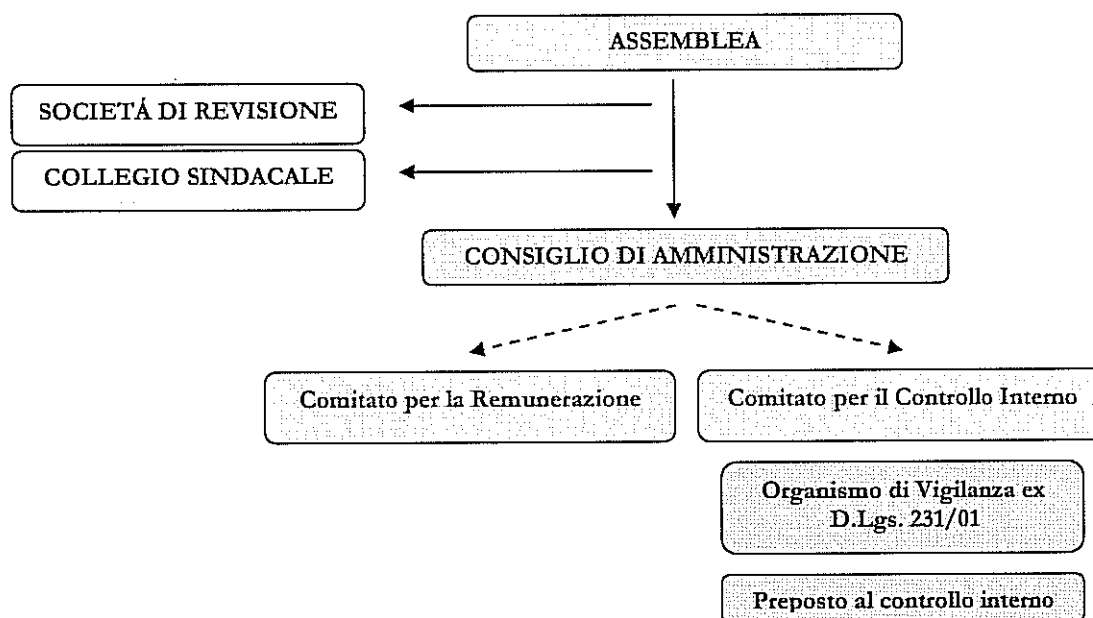 ASSEMBLEA
SOCIETÁ DI REVISIONE
COLLEGIO SINDACALE
CONSIGLIO DI AMMINISTRAZIONE
Comitato per la Remunerazione
Comitato per il Controllo Interno
Organismo di Vigilanza ex
D.Lgs. 231/01
Preposto al controllo interno